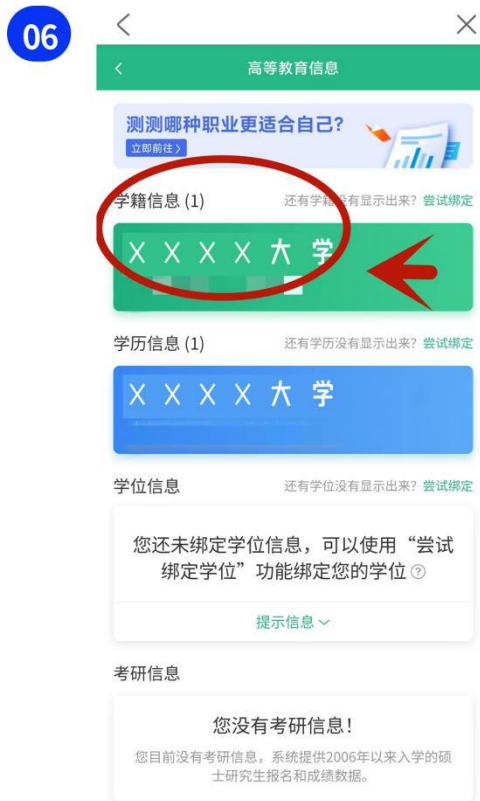 06
高等教育信息
测测哪种职业更适合自己?
立即前往>
学籍信息 (1) 还有学籍没有显示出来? 尝试绑定
X X X X 大 学
学历信息 (1) 还有学历没有显示出来? 尝试绑定
X X X X 大 学
学位信息 还有学位没有显示出来? 尝试绑定
您还未绑定学位信息，可以使用“尝试
绑定学位”功能绑定您的学位
提示信息
考研信息
您没有考研信息!
您目前没有考研信息，系统提供2006年以来入学的硕
士研究生报名和成绩数据。